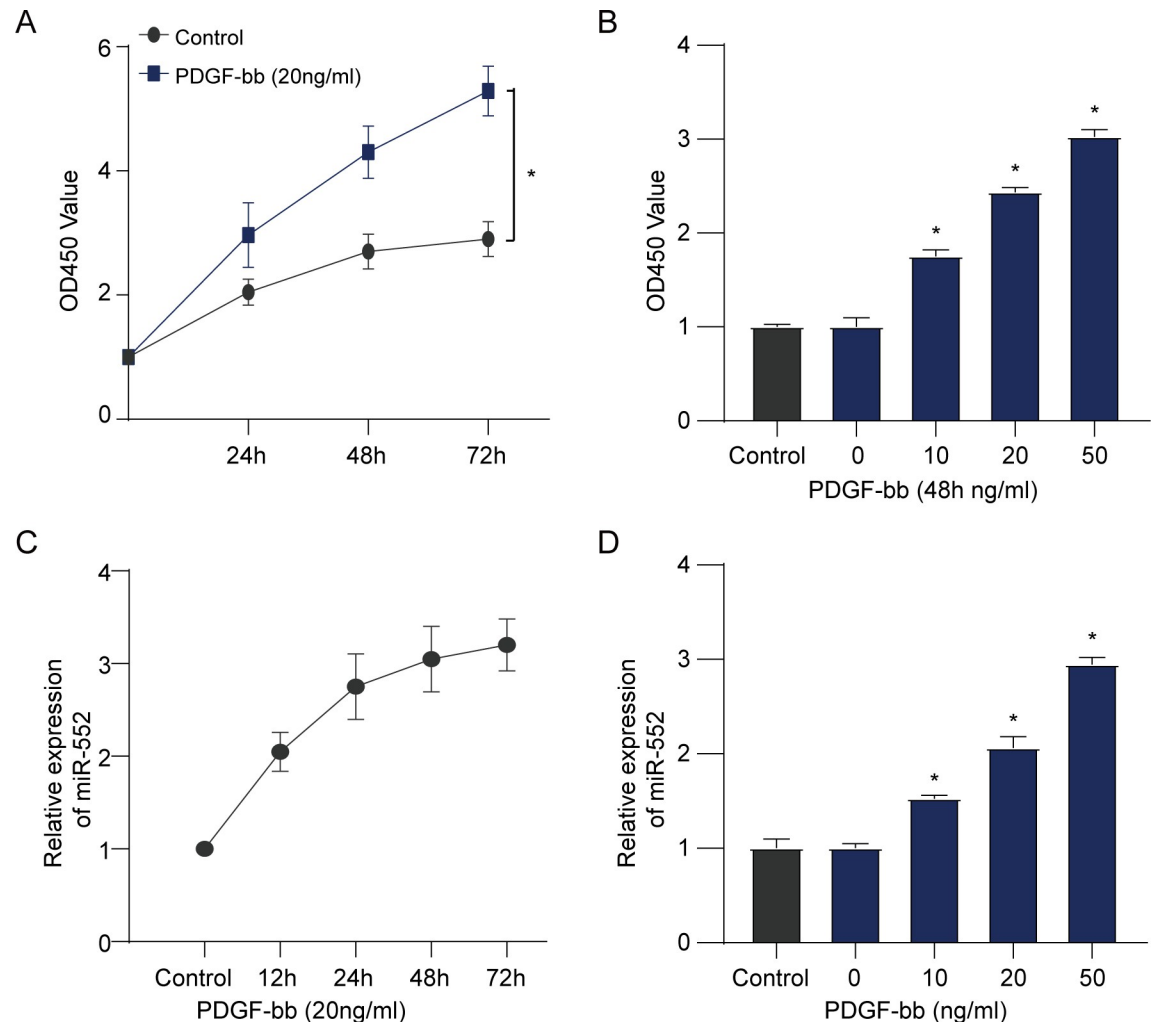 A
Control
PDGF-bb (20ng/ml)
6
4
2
0
OD450 Value
*
24h 48h 72h
B
4
3
2
1
0
OD450 Value
* * *
Control 0 10 20 50
PDGF-bb (48h ng/ml)
C
4
3
2
1
0
Relative expression
of miR-552
Control 12h 24h 48h 72h
PDGF-bb (20ng/ml)
D
4
3
2
1
0
Relative expression
of miR-552
* * *
Control 0 10 20 50
PDGF-bb (ng/ml)